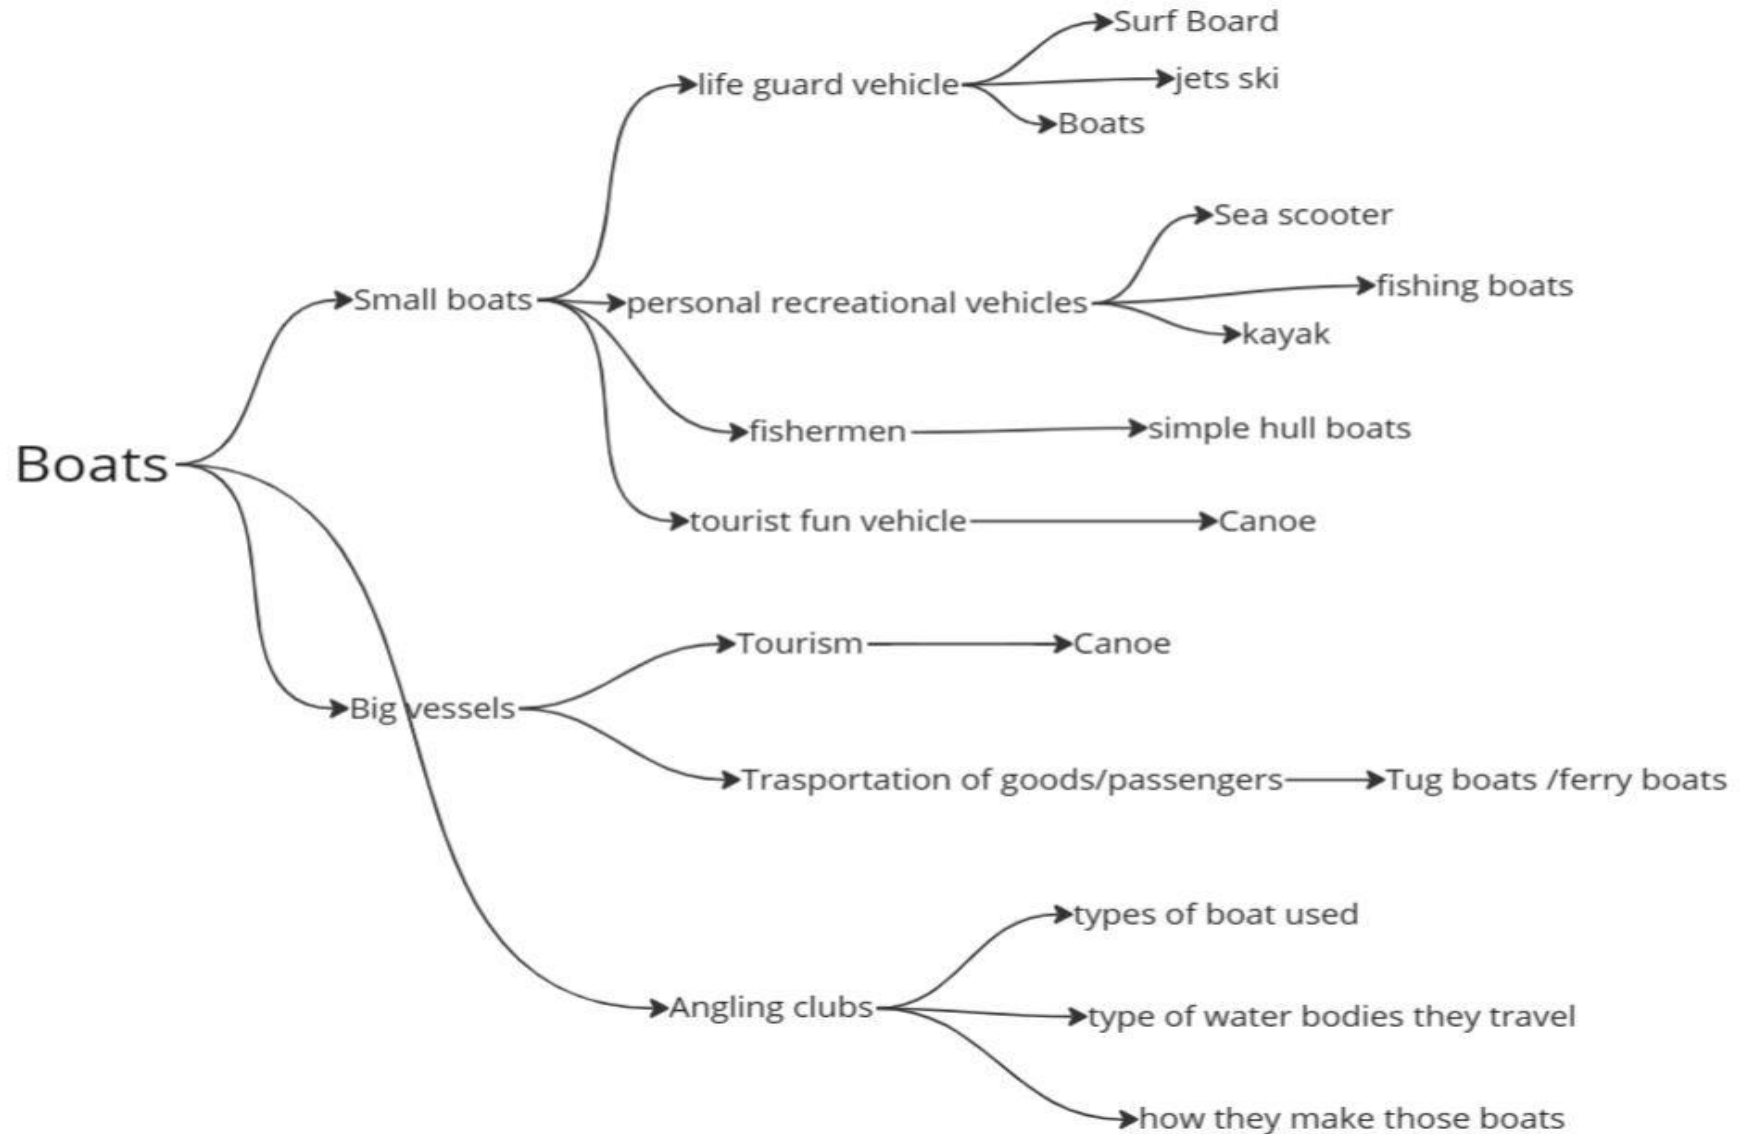 Boats
Small boats
life guard vehicle
Surf Board
jets ski
Boats
personal recreational vehicles
Sea scooter
fishing boats
kayak
fishermen
simple hull boats
tourist fun vehicle
Canoe
Big vessels
Tourism
Canoe
Trasportation of goods/passengers
Tug boats /ferry boats
Angling clubs
types of boat used
type of water bodies they travel
how they make those boats